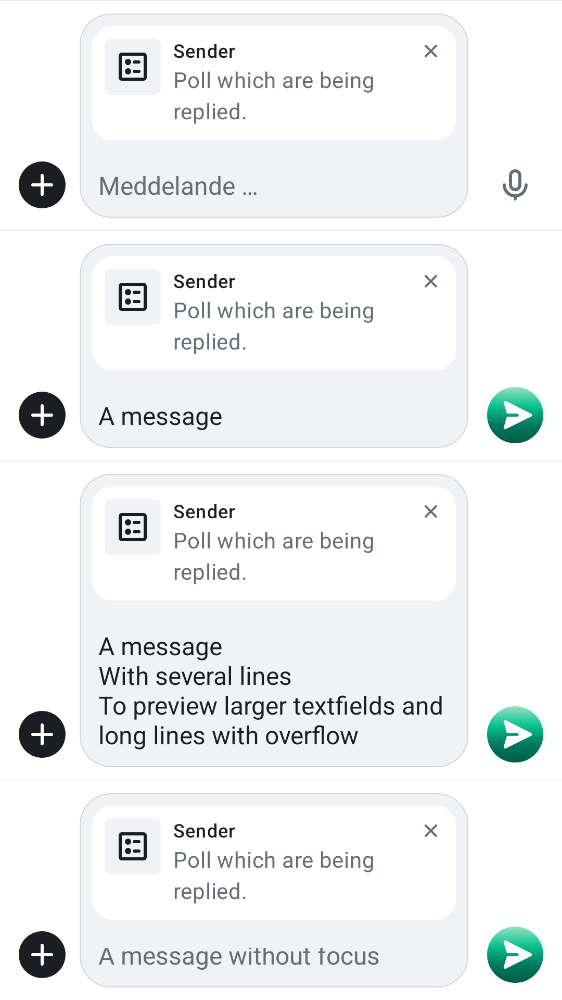 Sender
Poll which are being
replied.
Meddelande …
Sender
Poll which are being
replied.
A message
Sender
Poll which are being
replied.
A message
With several lines
To preview larger textfields and
long lines with overflow
Sender
Poll which are being
replied.
A message without focus